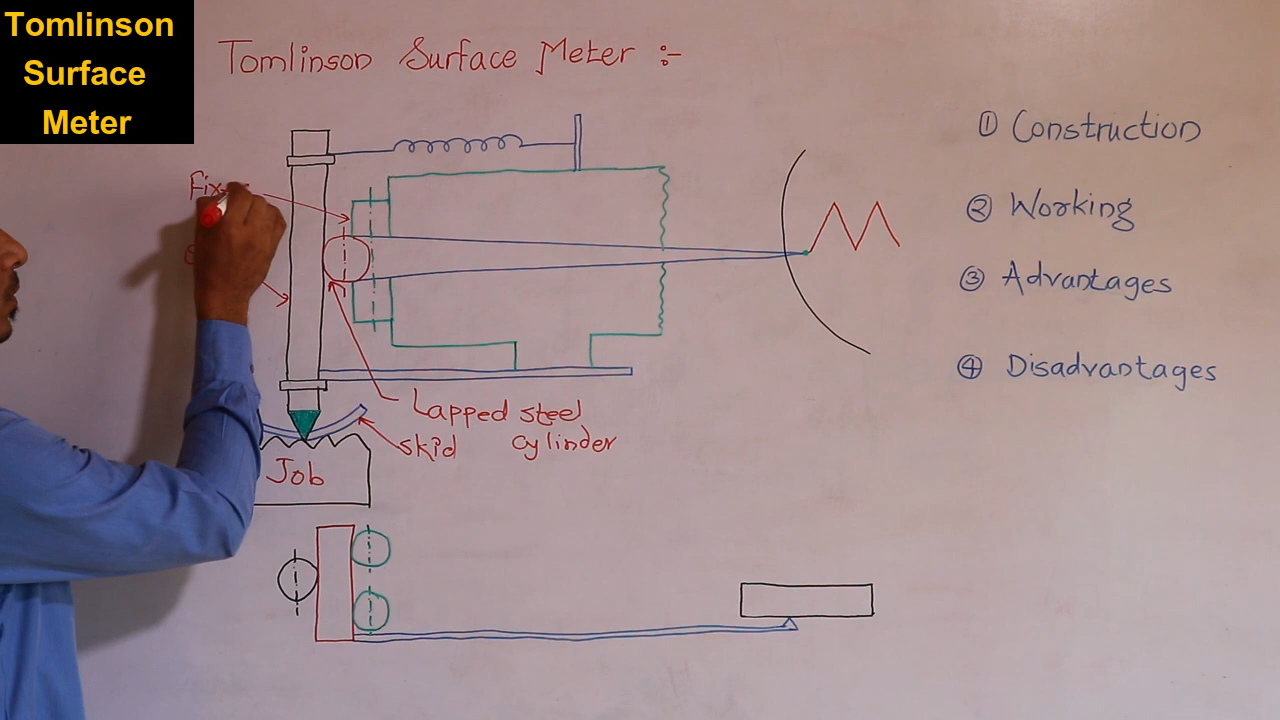 Tomlinson
Surface
Meter
Tomlinson Surface Meter :-
① Construction
② Working
③ Advantages
④ Disadvantages
Lapped steel
cylinder
skid
Job